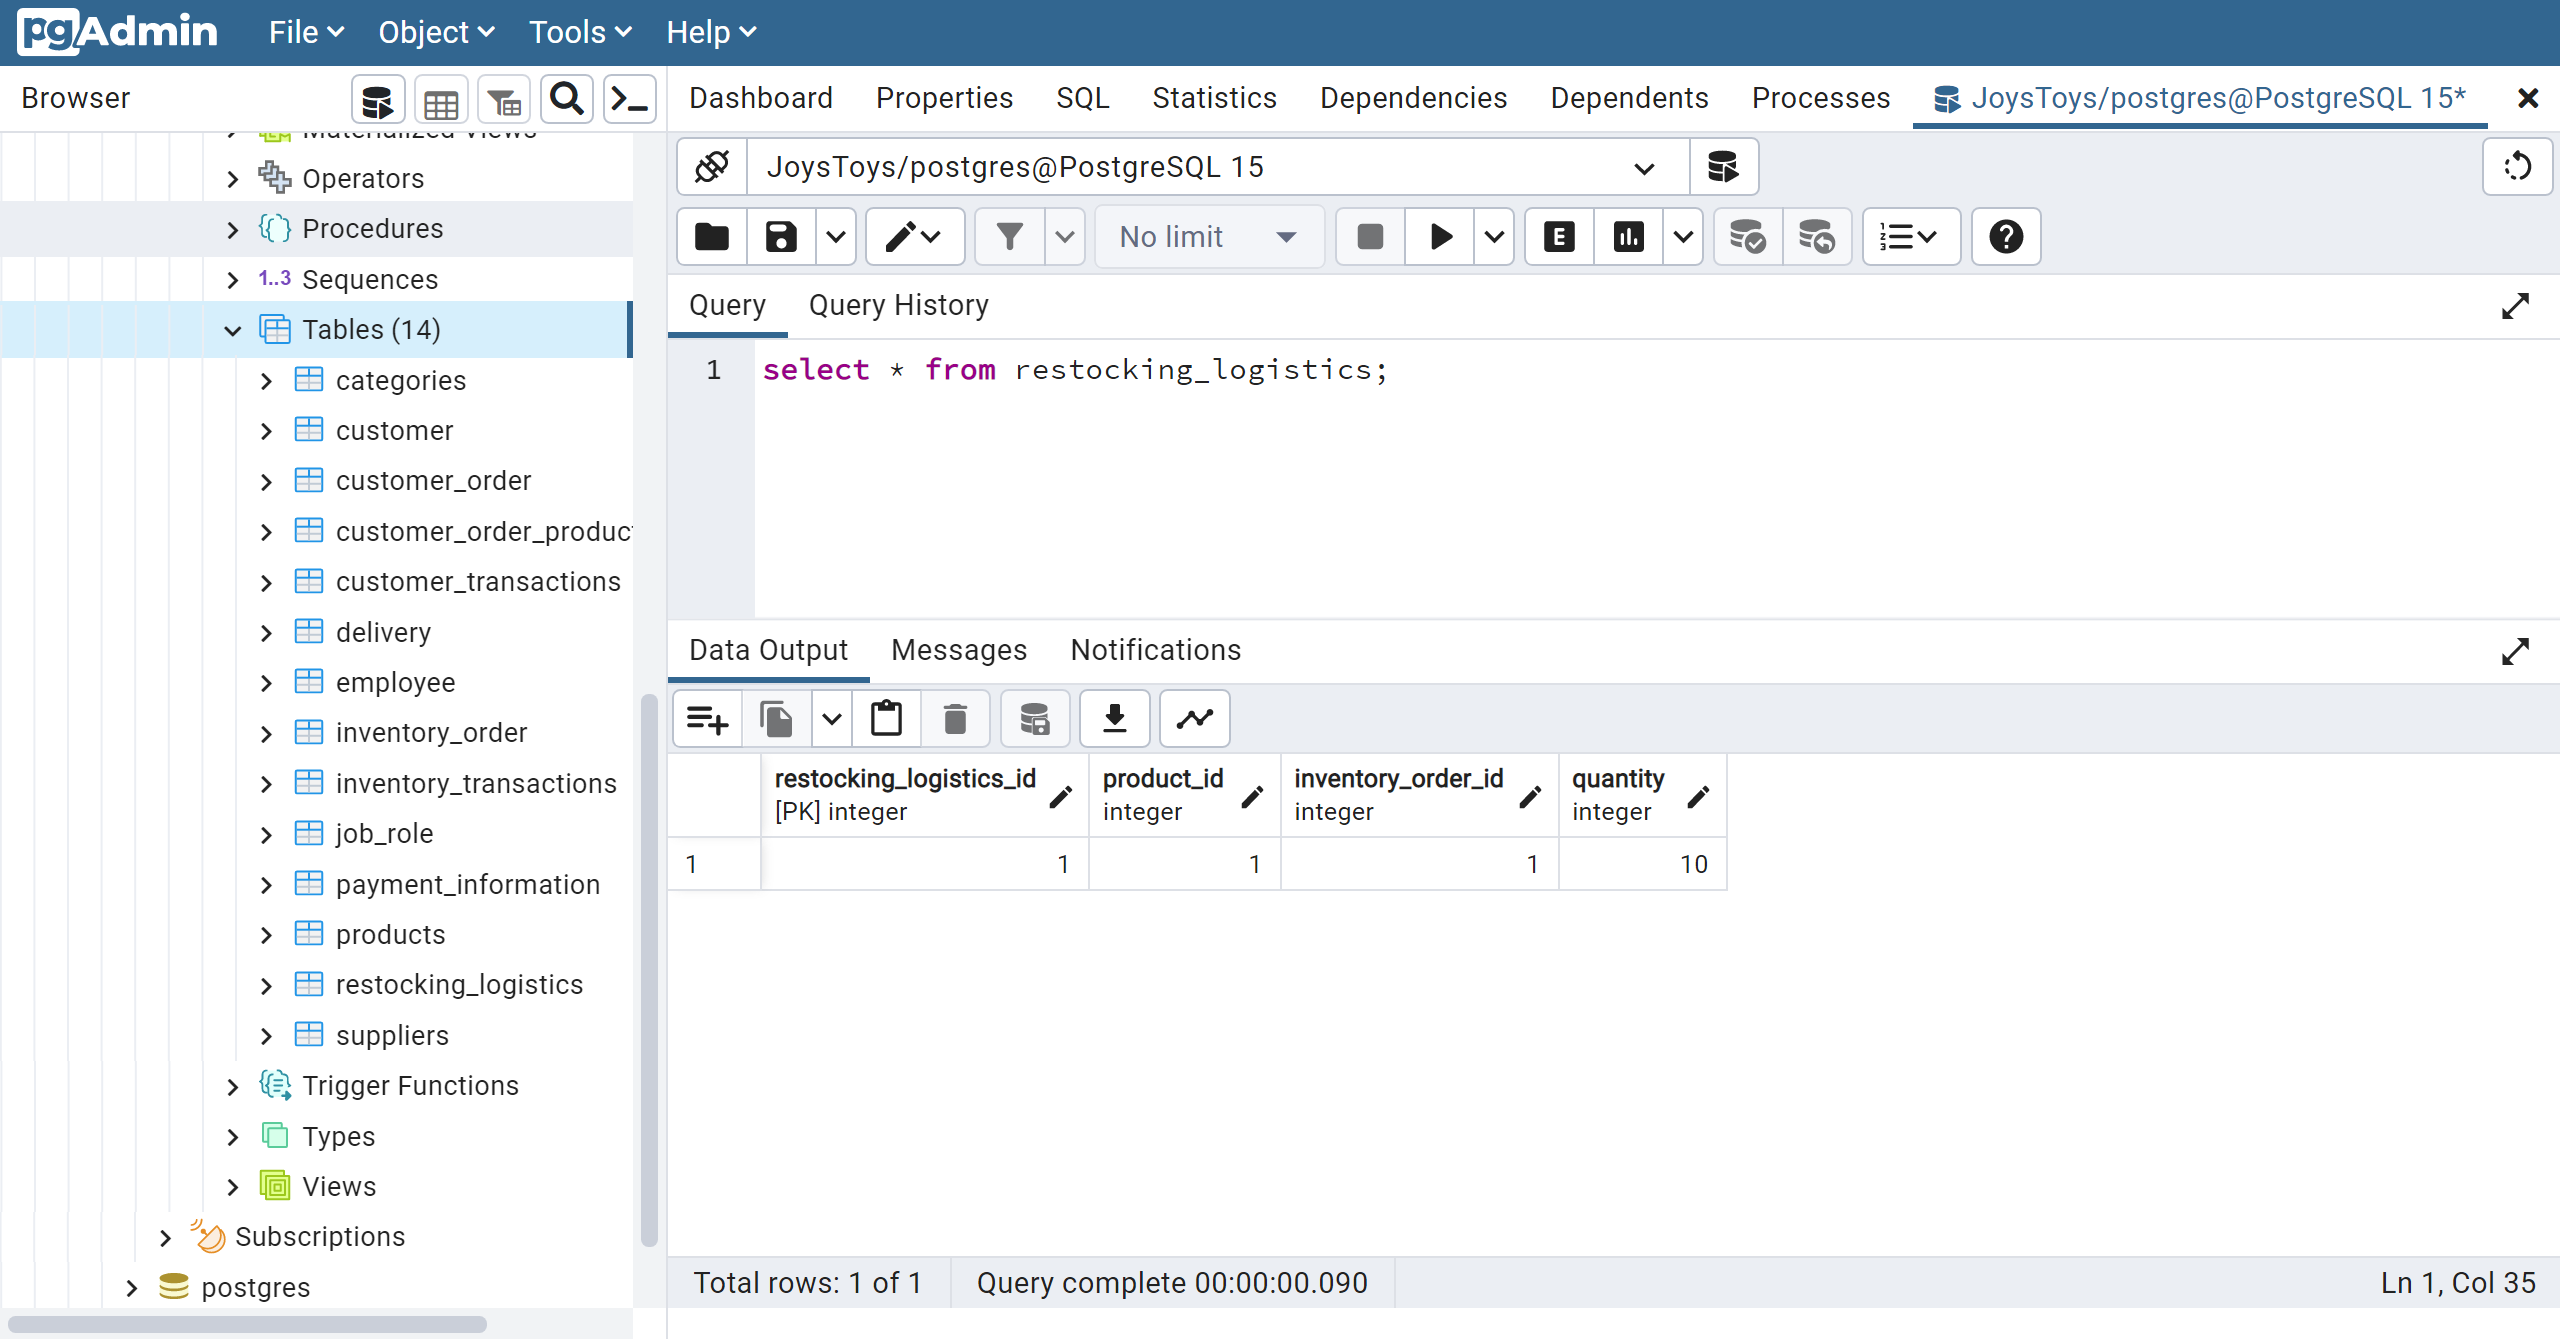 pgAdmin File Object Tools Help
Browser
Dashboard Properties SQL Statistics Dependencies Dependents Processes JoysToys/postgres@PostgreSQL 15*
Materialized Views
Operators
Procedures
1..3 Sequences
Tables (14)
categories
customer
customer_order
customer_order_produc
customer_transactions
delivery
employee
inventory_order
inventory_transactions
job_role
payment_information
products
restocking_logistics
suppliers
Trigger Functions
Types
Views
Subscriptions
postgres
JoysToys/postgres@PostgreSQL 15
No limit E
Query Query History
1 select * from restocking_logistics;
Data Output Messages Notifications
restocking_logistics_id product_id inventory_order_id quantity
[PK] integer integer integer integer
1 1 1 1 10
Total rows: 1 of 1 Query complete 00:00:00.090 Ln 1, Col 35